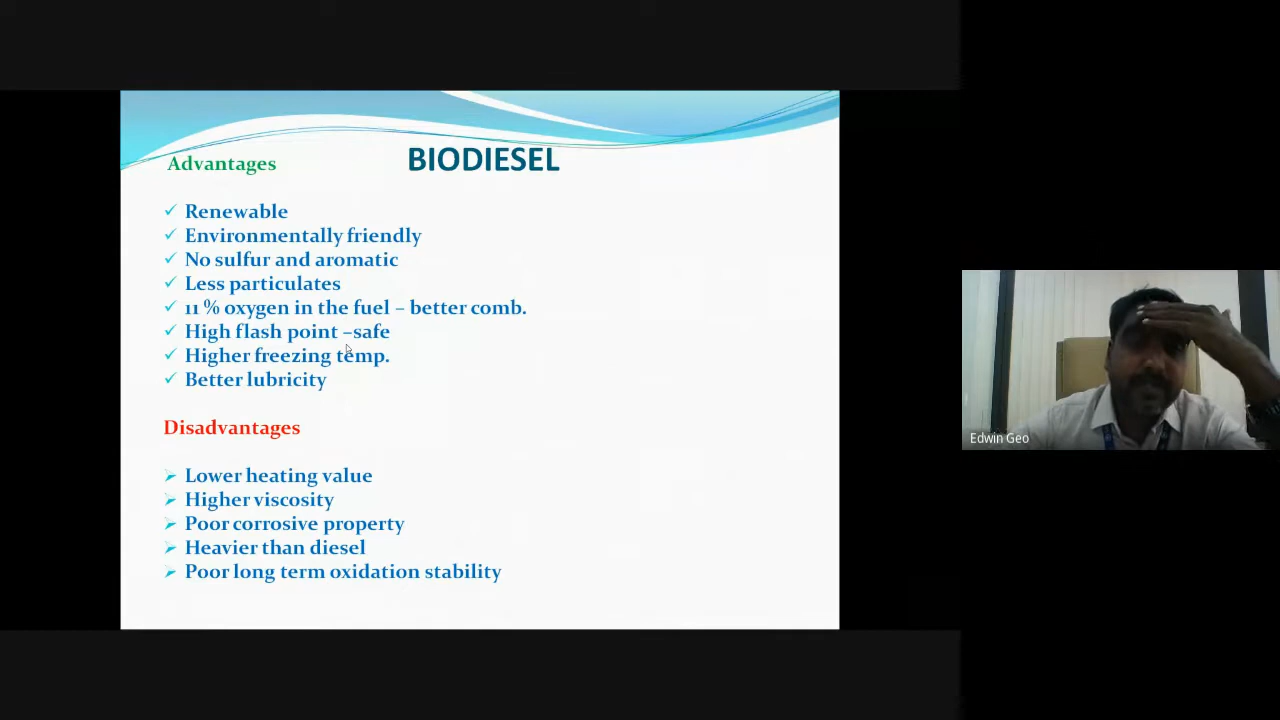 BIODIESEL
Advantages
Renewable
Environmentally friendly
No sulfur and aromatic
Less particulates
11 % oxygen in the fuel – better comb.
High flash point –safe
Higher freezing temp.
Better lubricity
Disadvantages
Lower heating value
Higher viscosity
Poor corrosive property
Heavier than diesel
Poor long term oxidation stability
Edwin Geo